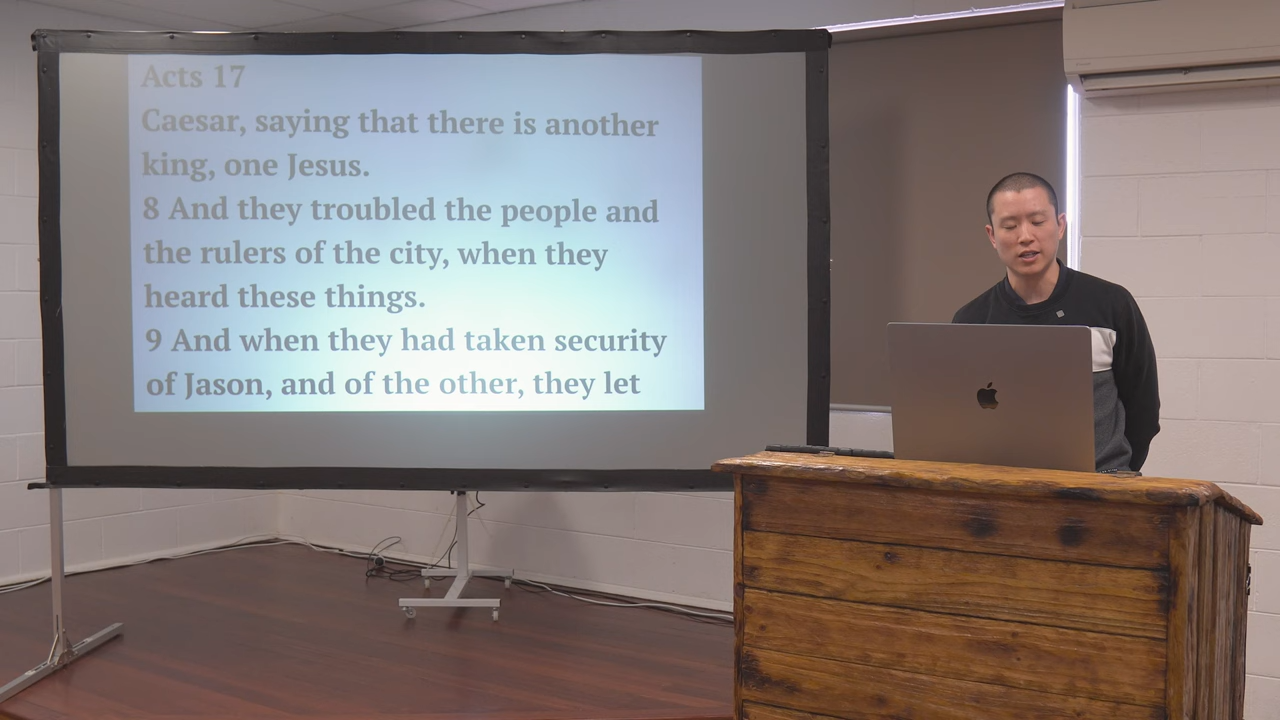 Acts 17
Caesar, saying that there is another
king, one Jesus.
8 And they troubled the people and
the rulers of the city, when they
heard these things.
9 And when they had taken security
of Jason, and of the other, they let